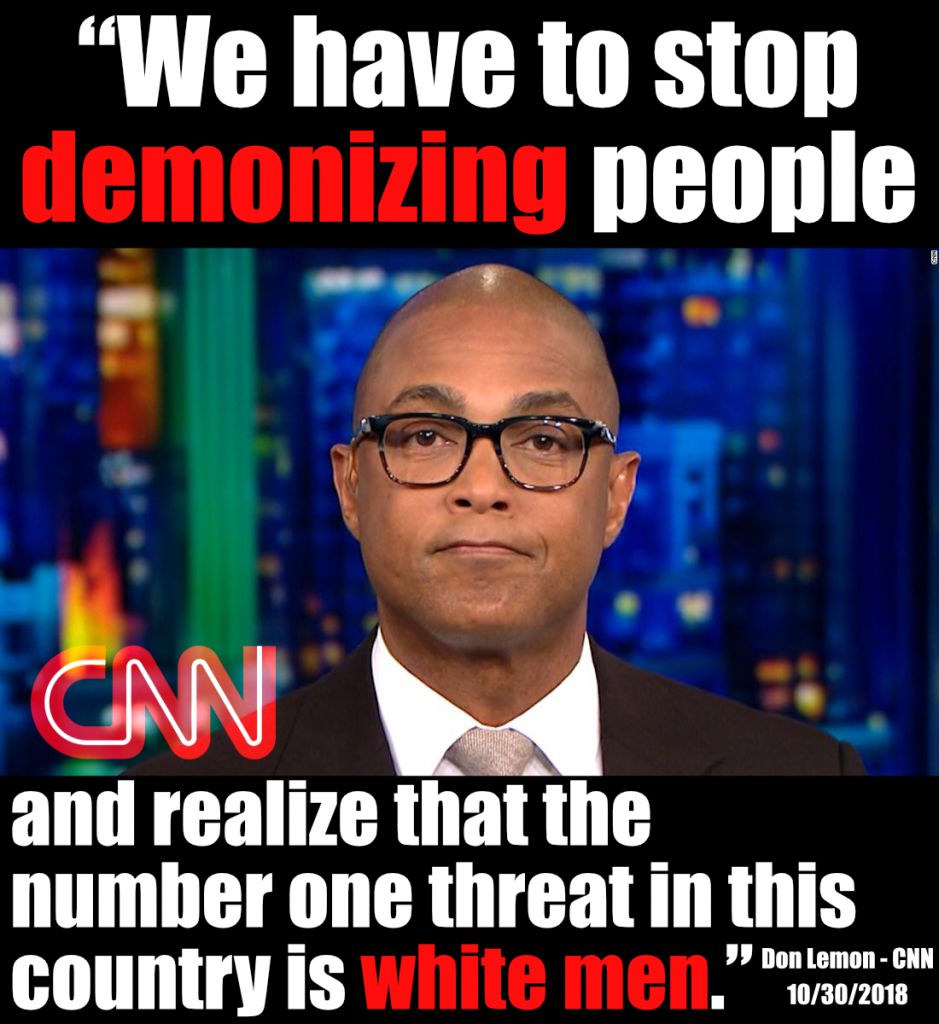 “We have to stop
demonizing people
CNN
CNN
and realize that the
number one threat in this
country is white men.”
Don Lemon - CNN
10/30/2018